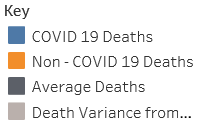 Key
COVID 19 Deaths
Non - COVID 19 Deaths
Average Deaths
Death Variance from...